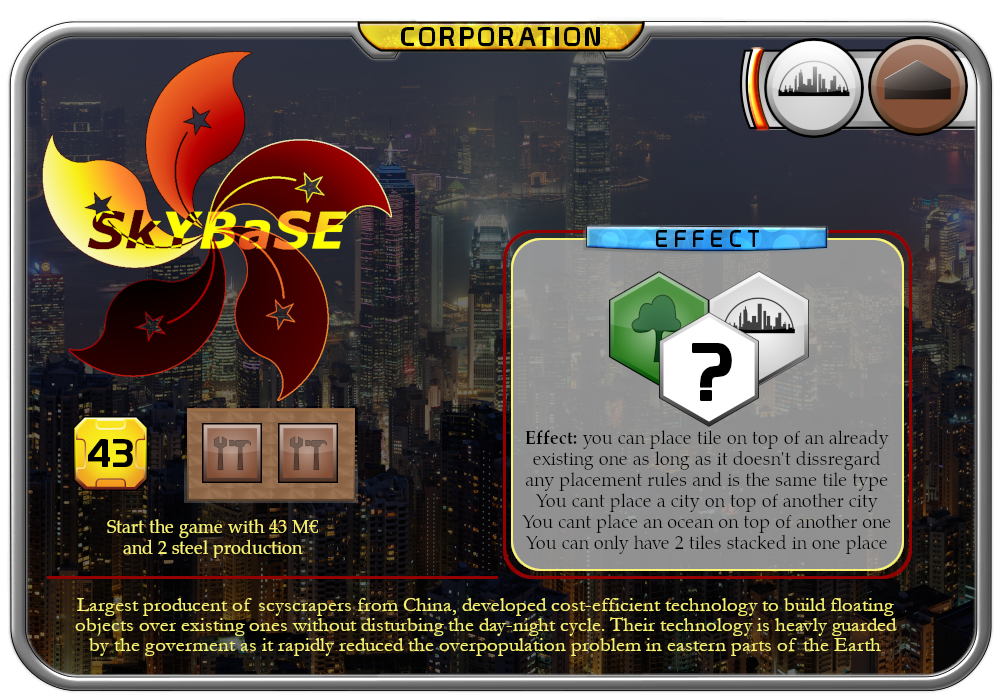 CORPORATION
SkYBaSE
EFFECT
?
Effect: you can place tile on top of an already
existing one as long as it doesn't dissregard
any placement rules and is the same tile type
You cant place a city on top of another city
You cant place an ocean on top of another one
You can only have 2 tiles stacked in one place
43
Start the game with 43 M€
and 2 steel production
Largest producent of scyscrapers from China, developed cost-efficient technology to build floating
objects over existing ones without disturbing the day-night cycle. Their technology is heavly guarded
by the goverment as it rapidly reduced the overpopulation problem in eastern parts of the Earth